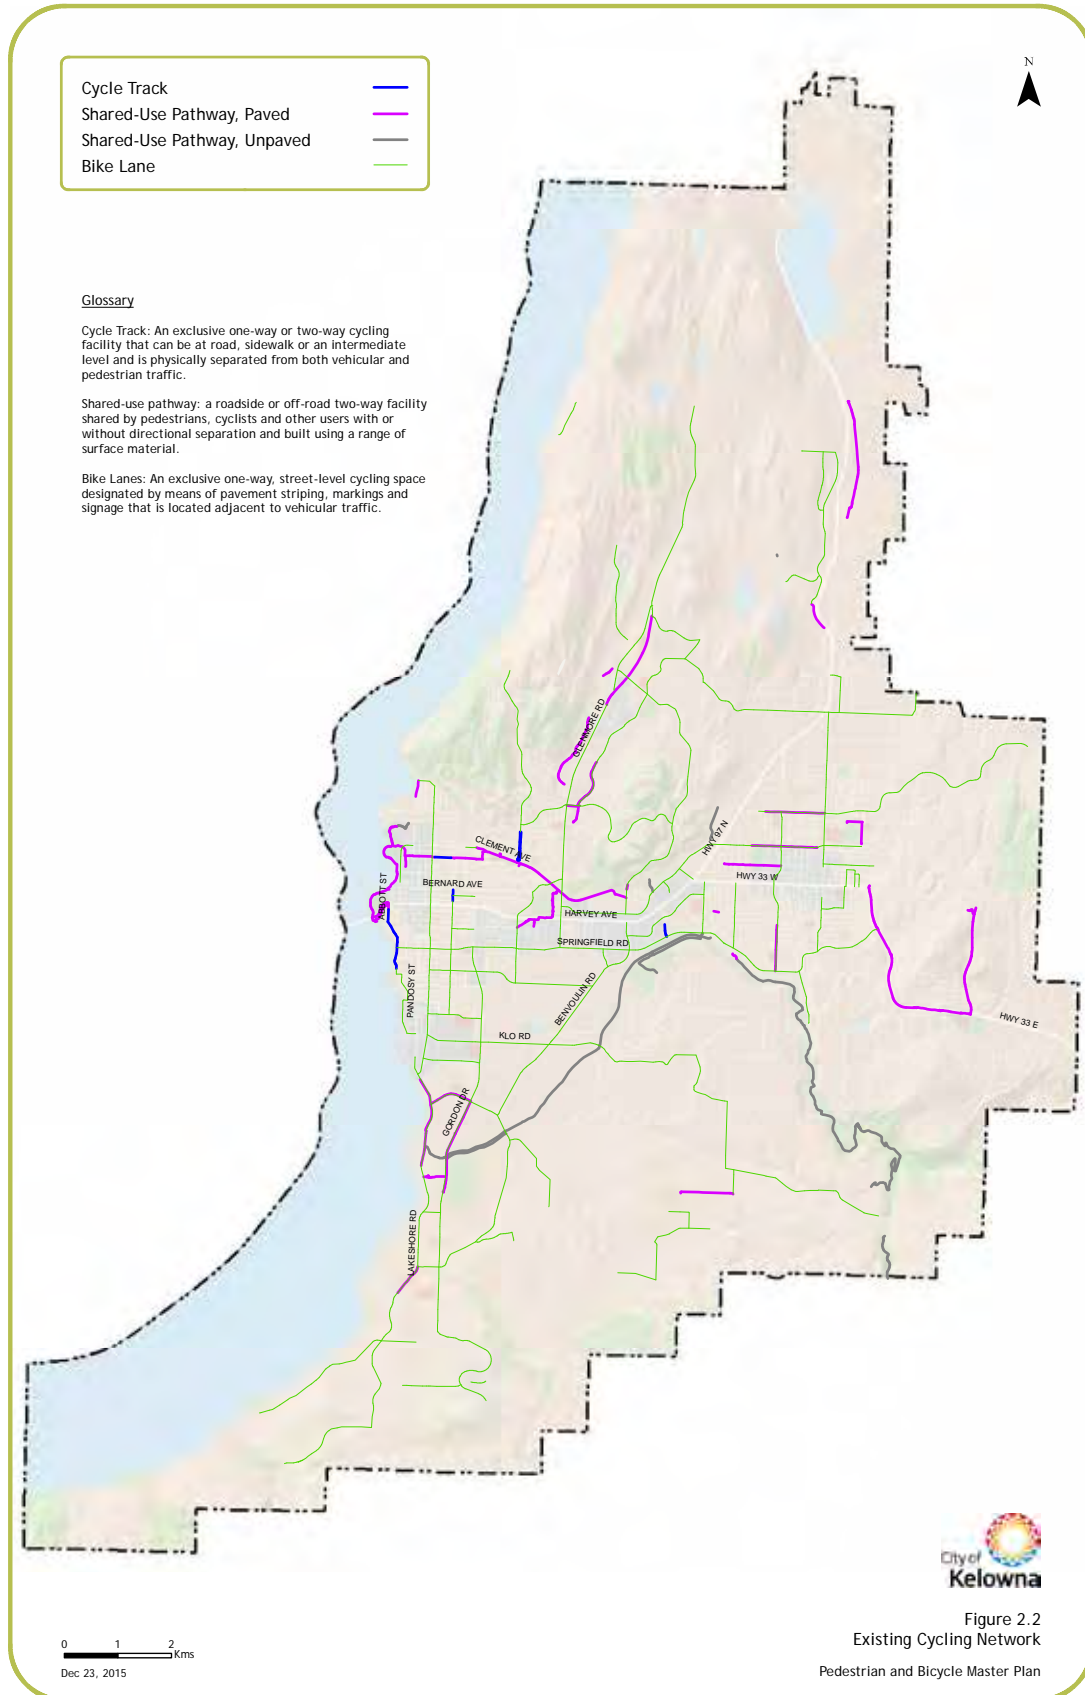 N
Cycle Track
Shared-Use Pathway, Paved
Shared-Use Pathway, Unpaved
Bike Lane
Glossary
Cycle Track: An exclusive one-way or two-way cycling
facility that can be at road, sidewalk or an intermediate
level and is physically separated from both vehicular and
pedestrian traffic.
Shared-use pathway: a roadside or off-road two-way facility
shared by pedestrians, cyclists and other users with or
without directional separation and built using a range of
surface material.
Bike Lanes: An exclusive one-way, street-level cycling space
designated by means of pavement striping, markings and
signage that is located adjacent to vehicular traffic.
GLENMORE RD
CLEMENT AVE
HWY 97 N
BERNARD AVE
HWY 33 W
ABBOTT ST
HARVEY AVE
SPRINGFIELD RD
PANDOSY ST
BENVOULIN RD
HWY 33 E
KLO RD
GORDON DR
LAKESHORE RD
City of
Kelowna
Figure 2.2
Existing Cycling Network
Pedestrian and Bicycle Master Plan
0 1 2
Kms
Dec 23, 2015